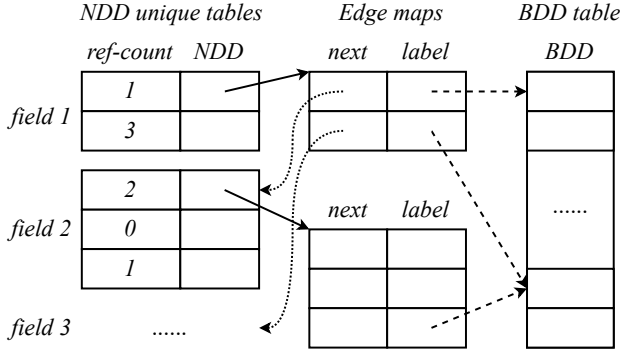 NDD unique tables Edge maps BDD table
ref-count NDD next label BDD
field 1
1
3
2
next label
field 2
0
......
1
field 3 ......